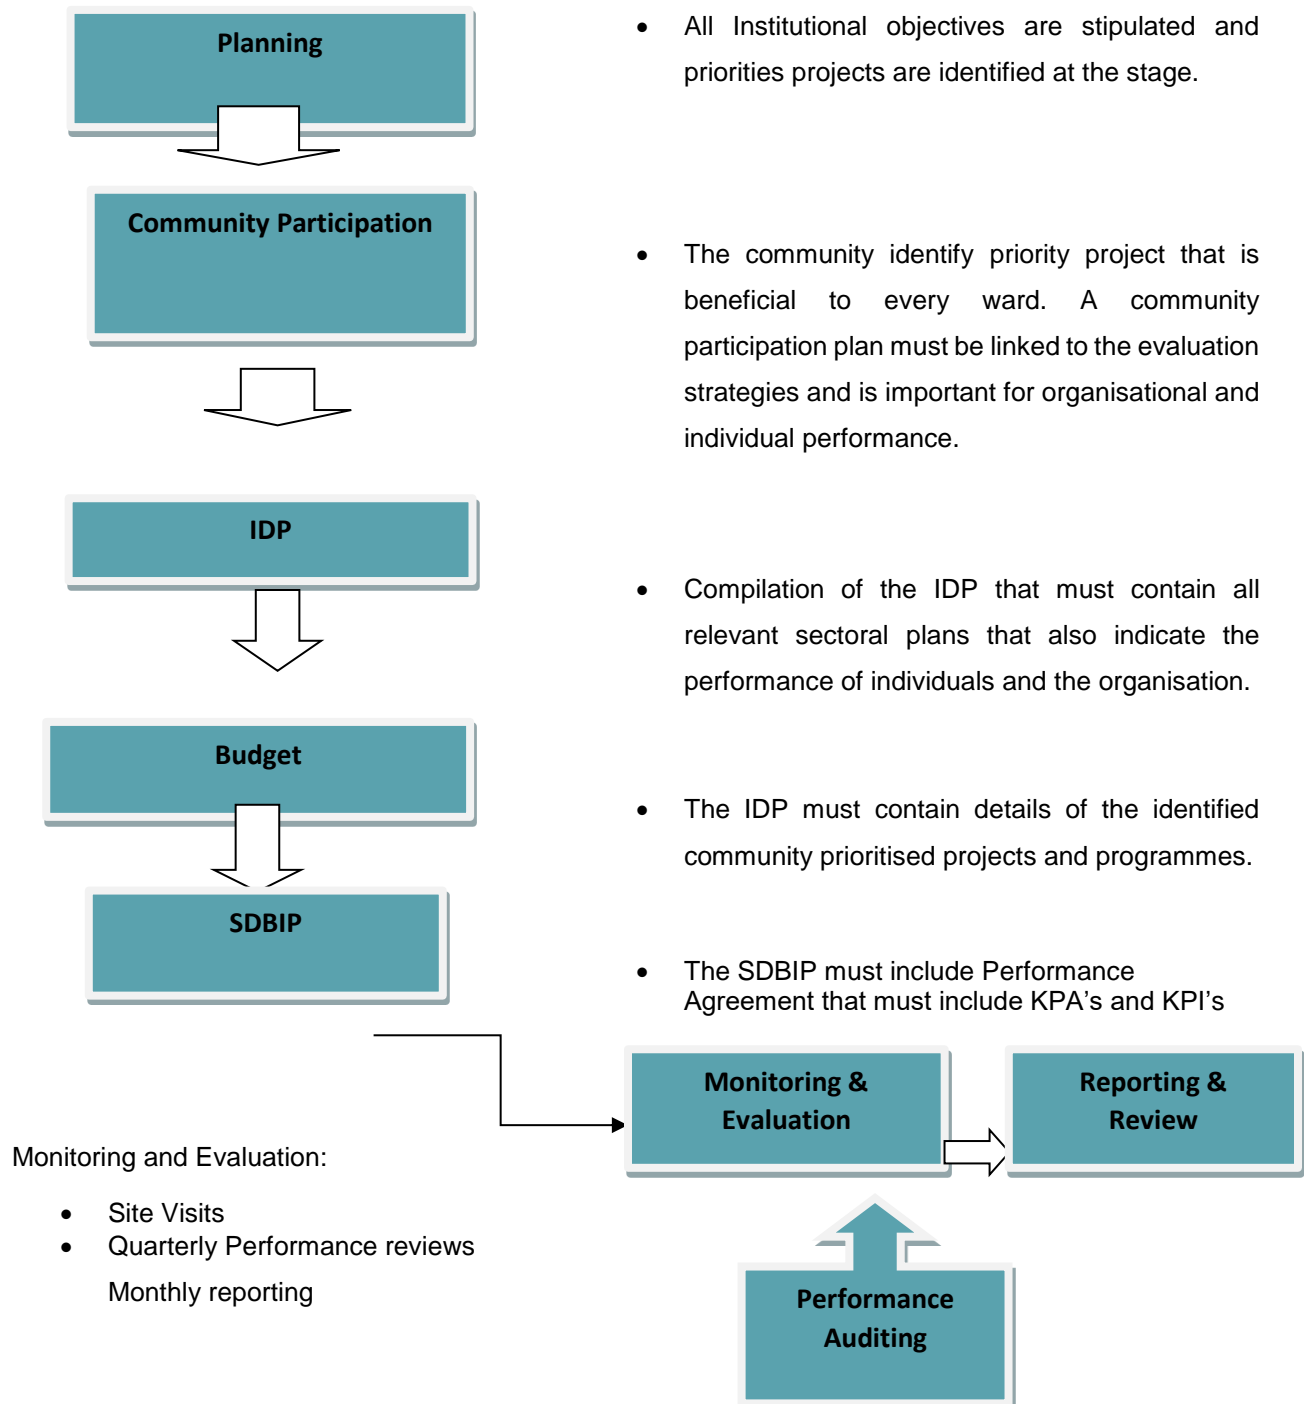 Planning
• All Institutional objectives are stipulated and
priorities projects are identified at the stage.
Community Participation
• The community identify priority project that is
beneficial to every ward. A community
participation plan must be linked to the evaluation
strategies and is important for organisational and
individual performance.
IDP
• Compilation of the IDP that must contain all
relevant sectoral plans that also indicate the
performance of individuals and the organisation.
Budget
• The IDP must contain details of the identified
community prioritised projects and programmes.
SDBIP
• The SDBIP must include Performance
Agreement that must include KPA’s and KPI’s
Monitoring &
Evaluation
Reporting &
Review
Monitoring and Evaluation:
• Site Visits
• Quarterly Performance reviews
Monthly reporting
Performance
Auditing